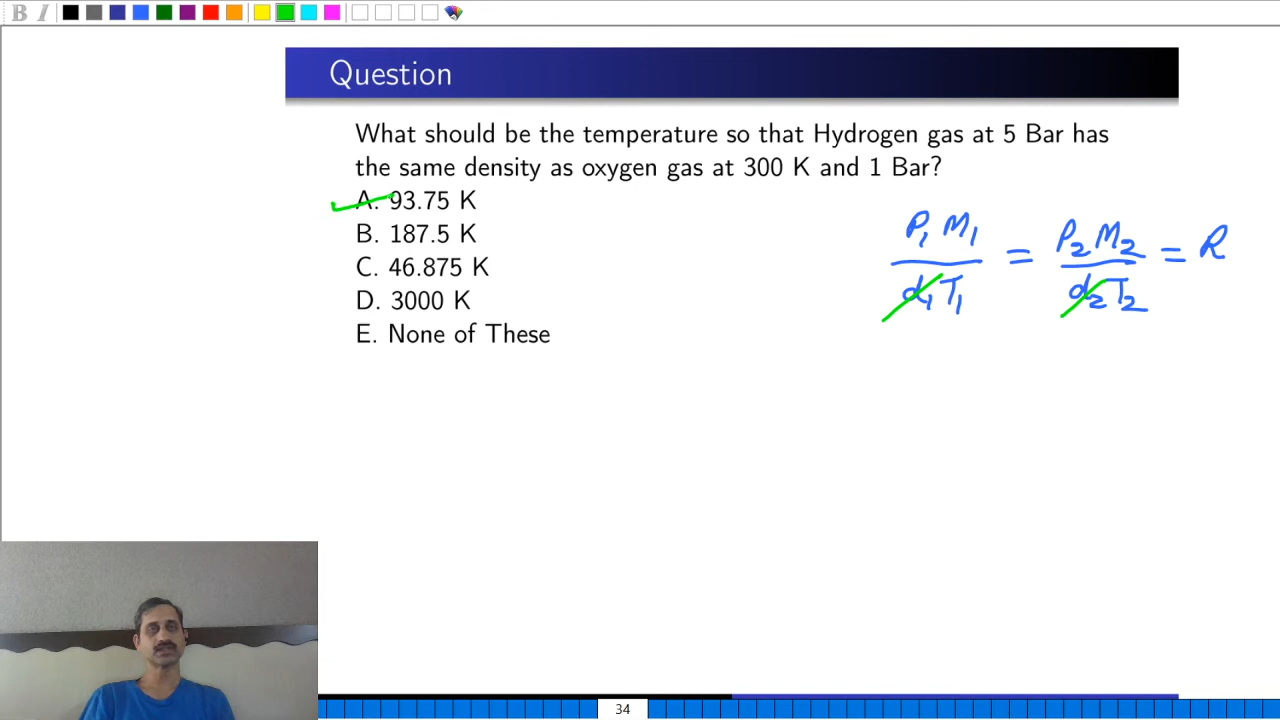 B I
Question
What should be the temperature so that Hydrogen gas at 5 Bar has
the same density as oxygen gas at 300 K and 1 Bar?
A. 93.75 K
B. 187.5 K
C. 46.875 K
D. 3000 K
E. None of These
P₁ M₁ / d₁ T₁ = P₂ M₂ / d₂ T₂ = R
34